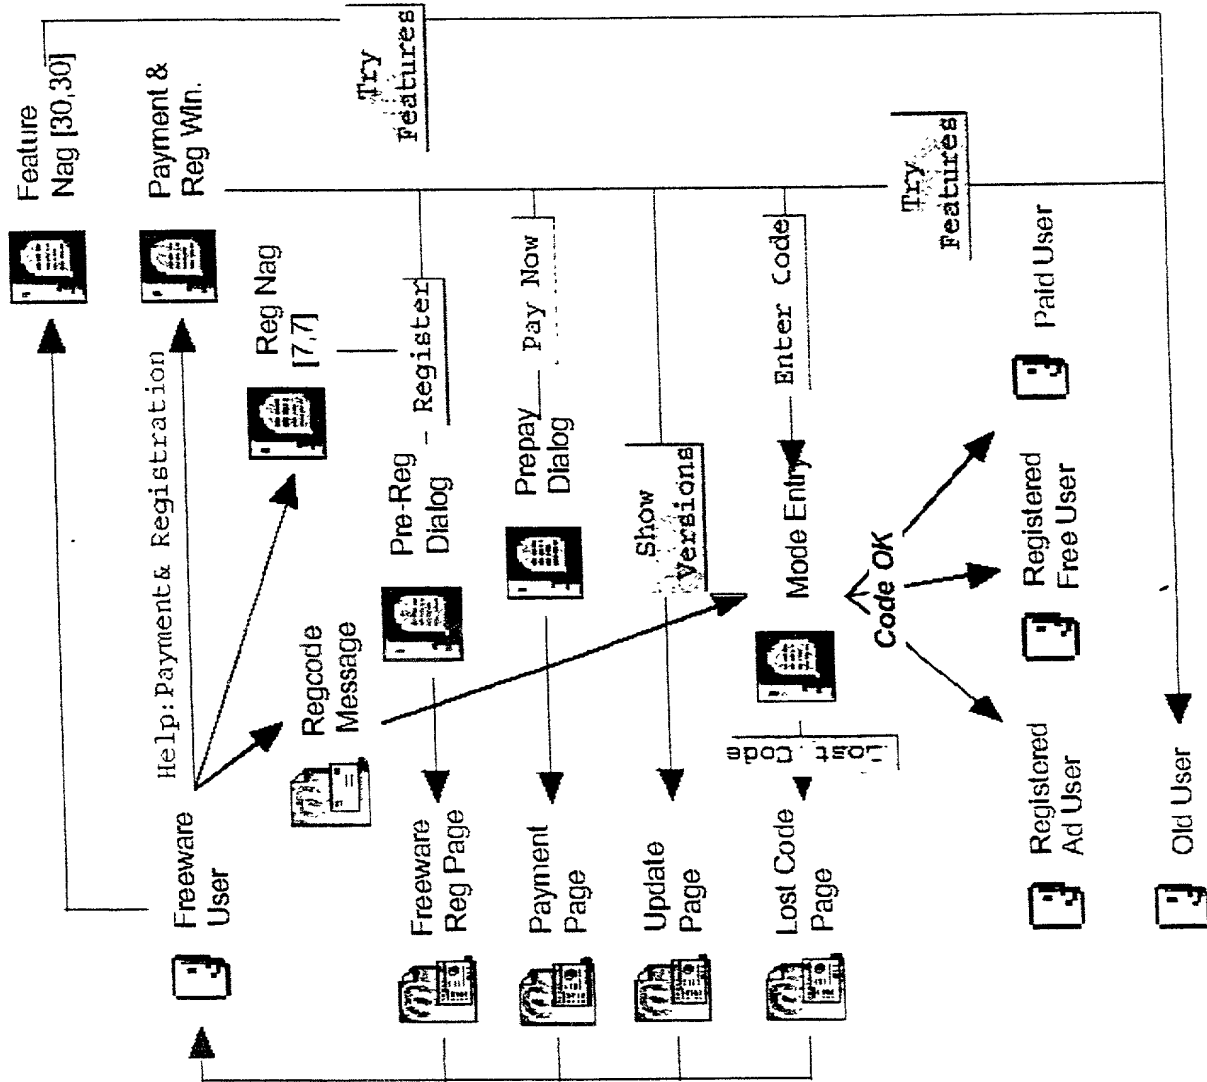 Freeware
User
Help:Payment & Registration
Feature
Nag [30,30]
Payment &
Reg Win.
Try
Features
Regcode
Message
Reg Nag
[7,7]
Freeware
Reg Page
Pre-Reg
Dialog
Register
Payment
Page
Prepay
Dialog
Pay Now
Update
Page
Show
Versions
Lost Code
Page
Lost Code
Mode Entry
Enter Code
Try
Features
Code OK
Registered
Ad User
Registered
Free User
Paid User
Old User